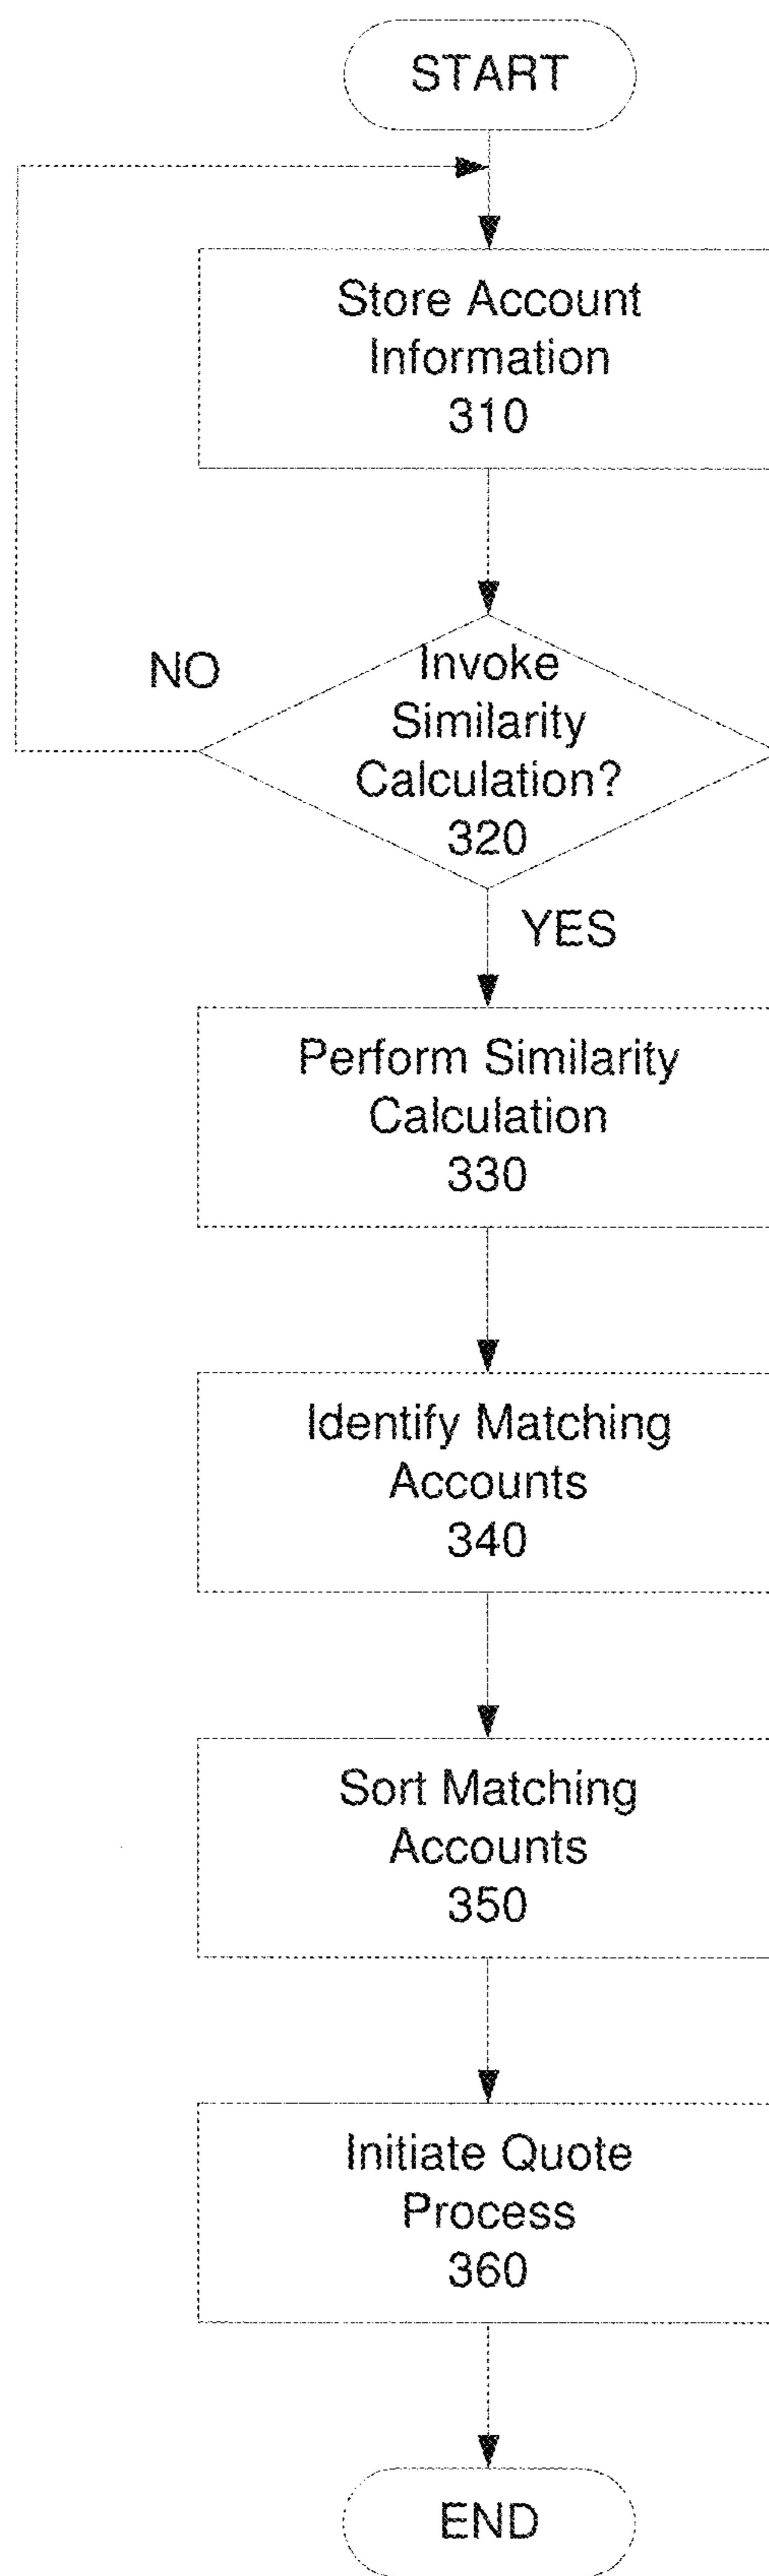 START
Store Account
Information
310
NO
Invoke
Similarity
Calculation?
320
YES
Perform Similarity
Calculation
330
Identify Matching
Accounts
340
Sort Matching
Accounts
350
Initiate Quote
Process
360
END